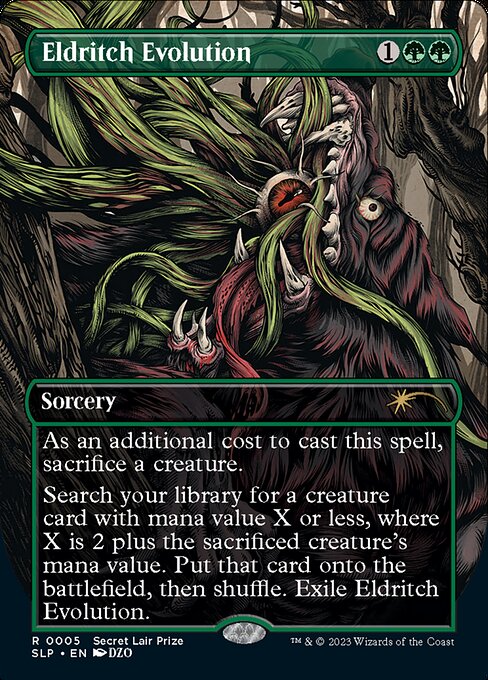 Eldritch Evolution 1
Sorcery
As an additional cost to cast this spell,
sacrifice a creature.
Search your library for a creature
card with mana value X or less, where
X is 2 plus the sacrificed creature's
mana value. Put that card onto the
battlefield, then shuffle. Exile Eldritch
Evolution.
R 0005 Secret Lair Prize
SLP • EN DZO
™ & © 2023 Wizards of the Coast